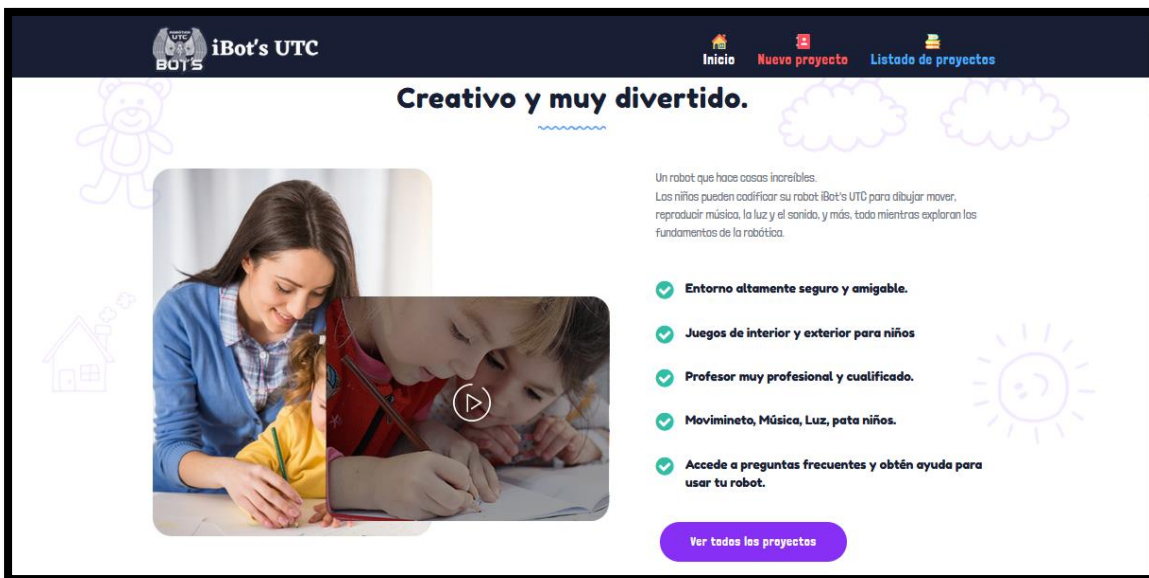 UTC
BOT'S
iBot's UTC
Inicio
Nuevo proyecto
Listado de proyectos
Creativo y muy divertido.
Un robot que hace cosas increíbles.
Los niños pueden codificar su robot iBot's UTC para dibujar mover,
reproducir música, la luz y el sonido, y más, todo mientras exploran los
fundamentos de la robótica.
Entorno altamente seguro y amigable.
Juegos de interior y exterior para niños
Profesor muy profesional y cualificado.
Movimineto, Música, Luz, pata niños.
Accede a preguntas frecuentes y obtén ayuda para
usar tu robot.
Ver todos los proyectos